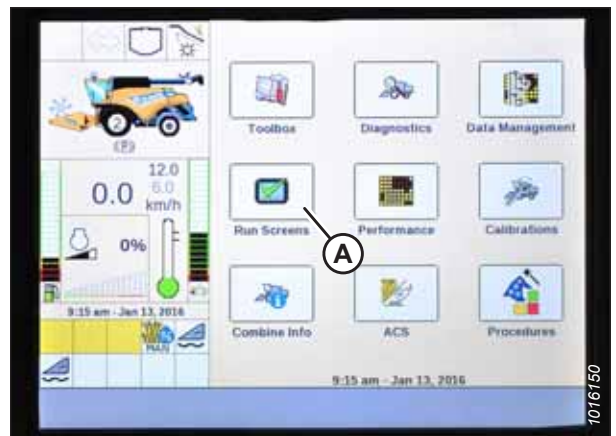 2
(P)
12.0
0.0
6.0
km/h
0%
9:15 am - Jan 13, 2016
MAN
Toolbox
Diagnostics
Data Management
Run Screens
Performance
Calibrations
A
Combine Info
ACS
Procedures
9:15 am - Jan 13, 2016
1016150